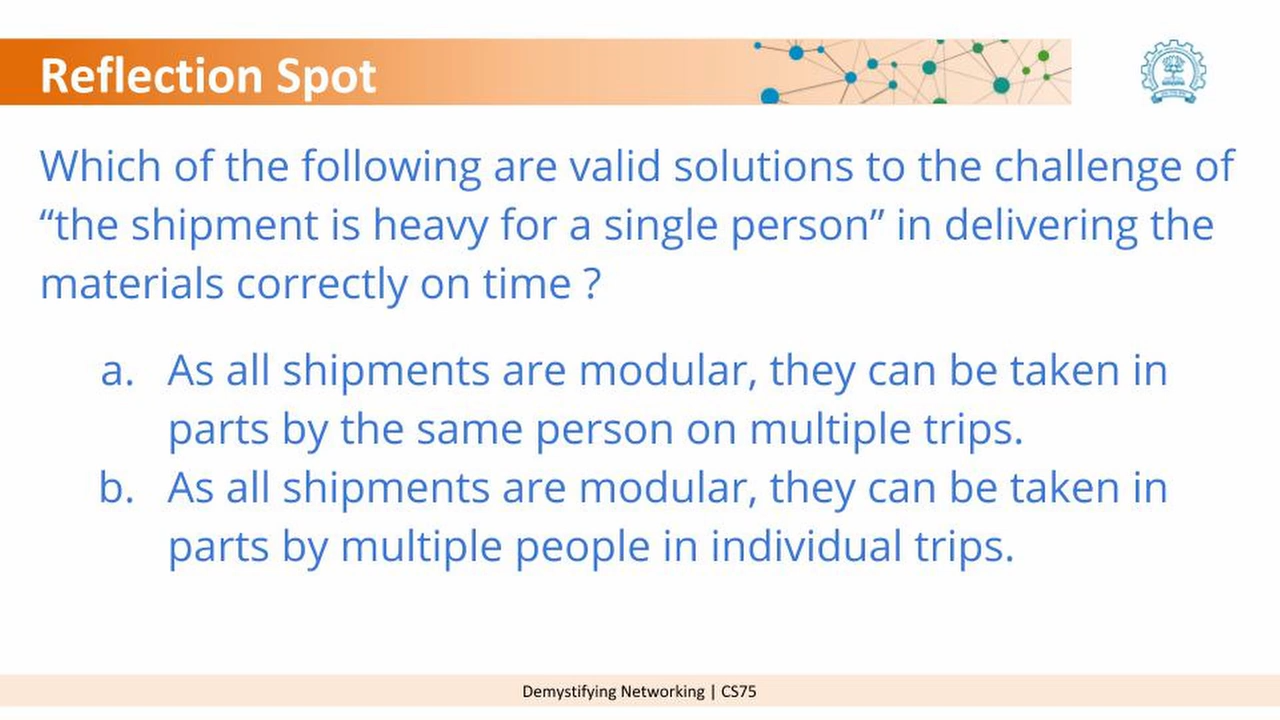 Reflection Spot
Which of the following are valid solutions to the challenge of
“the shipment is heavy for a single person” in delivering the
materials correctly on time ?
a. As all shipments are modular, they can be taken in
parts by the same person on multiple trips.
b. As all shipments are modular, they can be taken in
parts by multiple people in individual trips.
Demystifying Networking | CS75